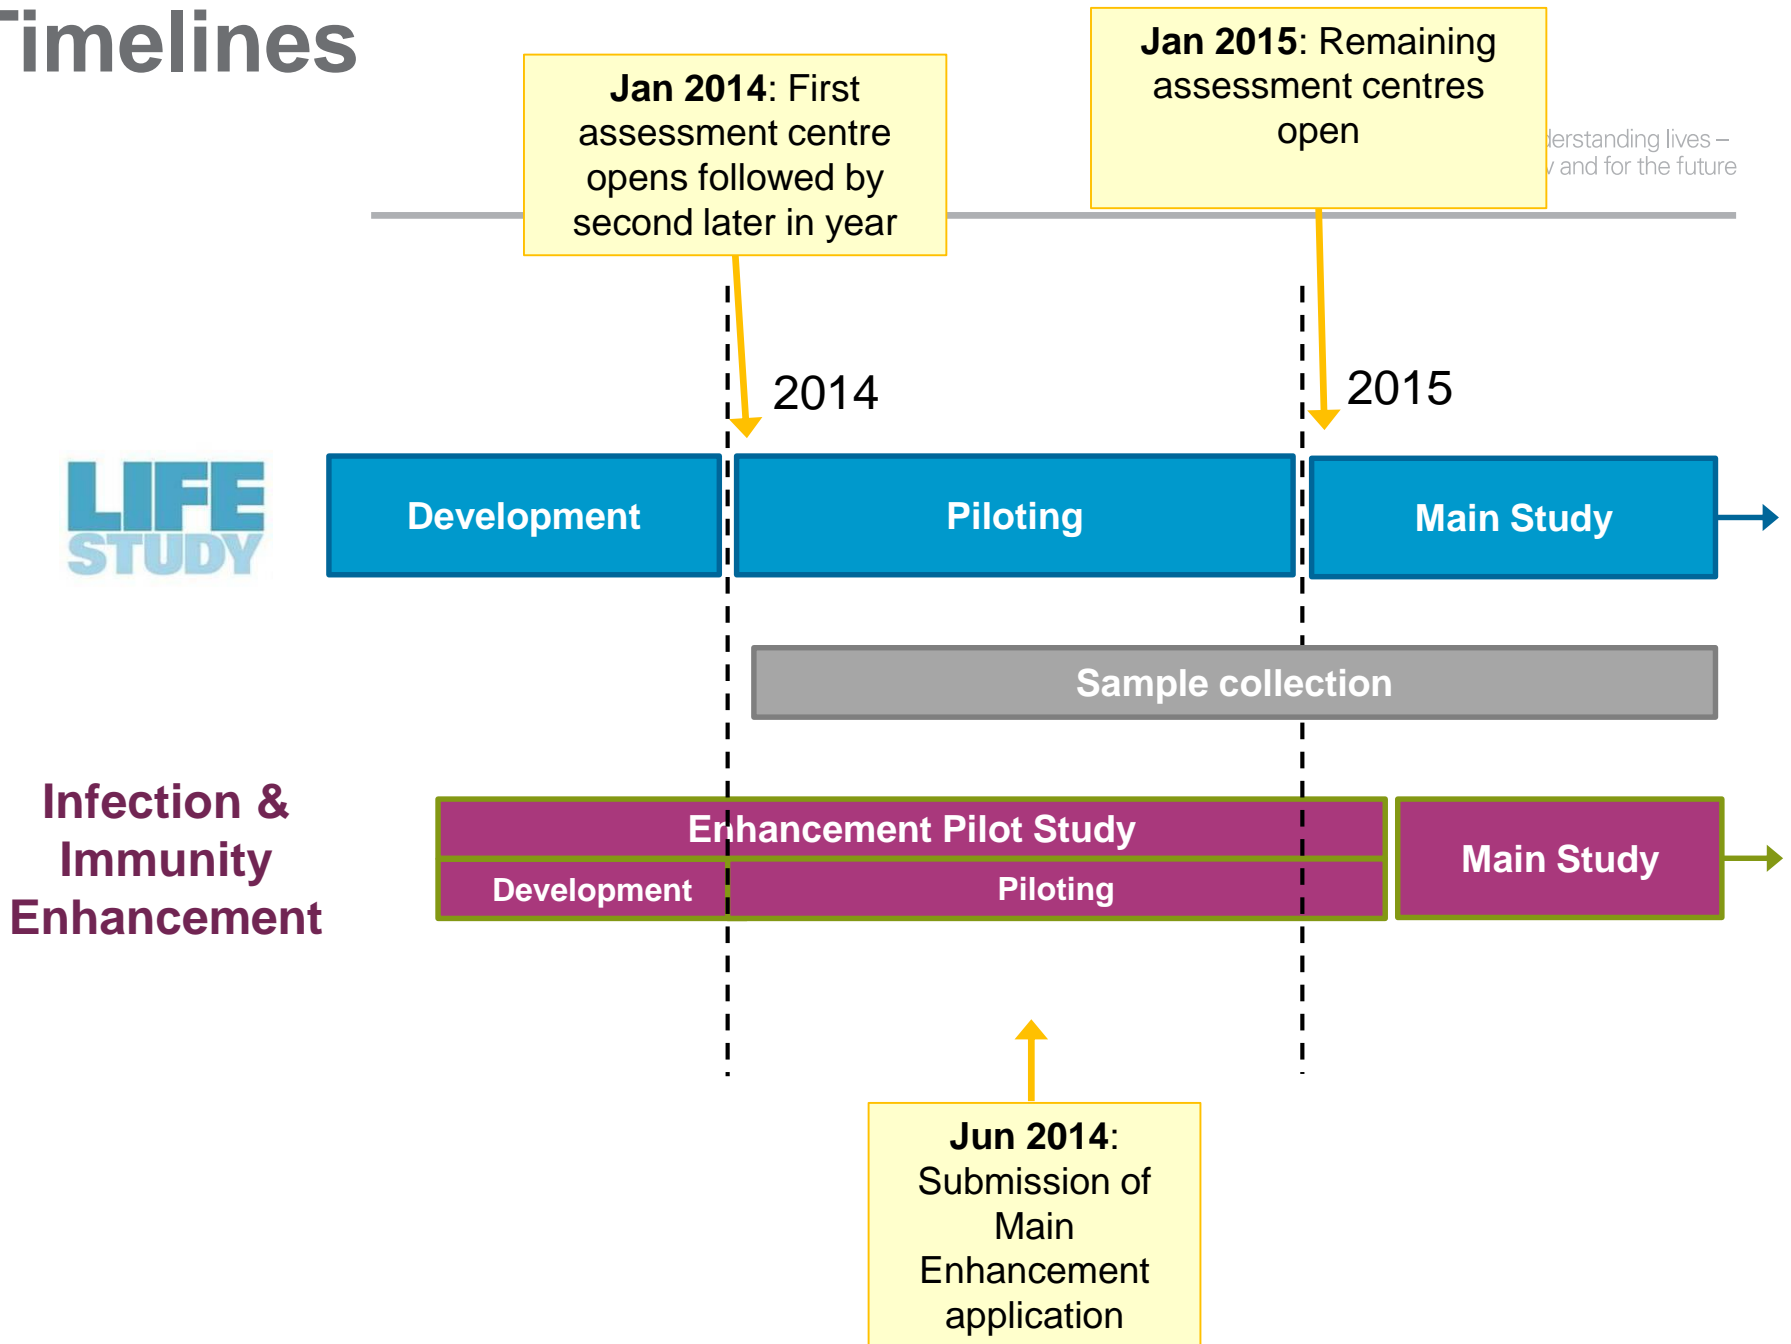 Timelines
Jan 2014: First
assessment centre
opens followed by
second later in year
Jan 2015: Remaining
assessment centres
open
lives –
and for the future
2014
2015
LIFE
STUDY
Development
Piloting
Main Study
Sample collection
Infection &
Immunity
Enhancement
Enhancement Pilot Study
Development
Piloting
Main Study
Jun 2014:
Submission of
Main
Enhancement
application